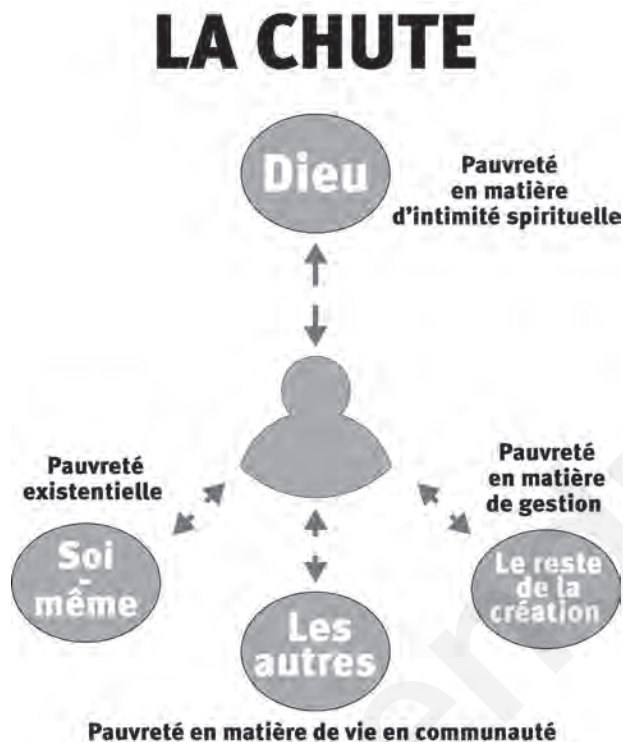 LA CHUTE
Dieu
Pauvreté
en matière
d'intimité spirituelle
Pauvreté
existentielle
Pauvreté
en matière
de gestion
Soi
-
même
Les
autres
Le reste
de la
création
Pauvreté en matière de vie en communauté